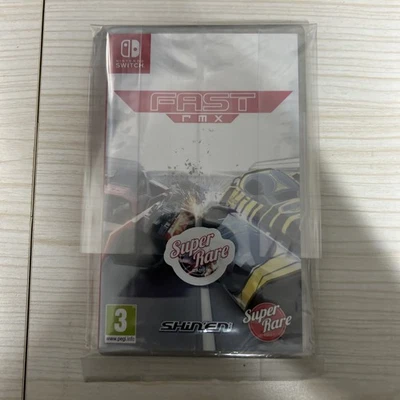 NINTENDO
SWITCH
FAST
rmx
Super
Rare
3
www.pegi.info
SHIN'EN
Super
Rare